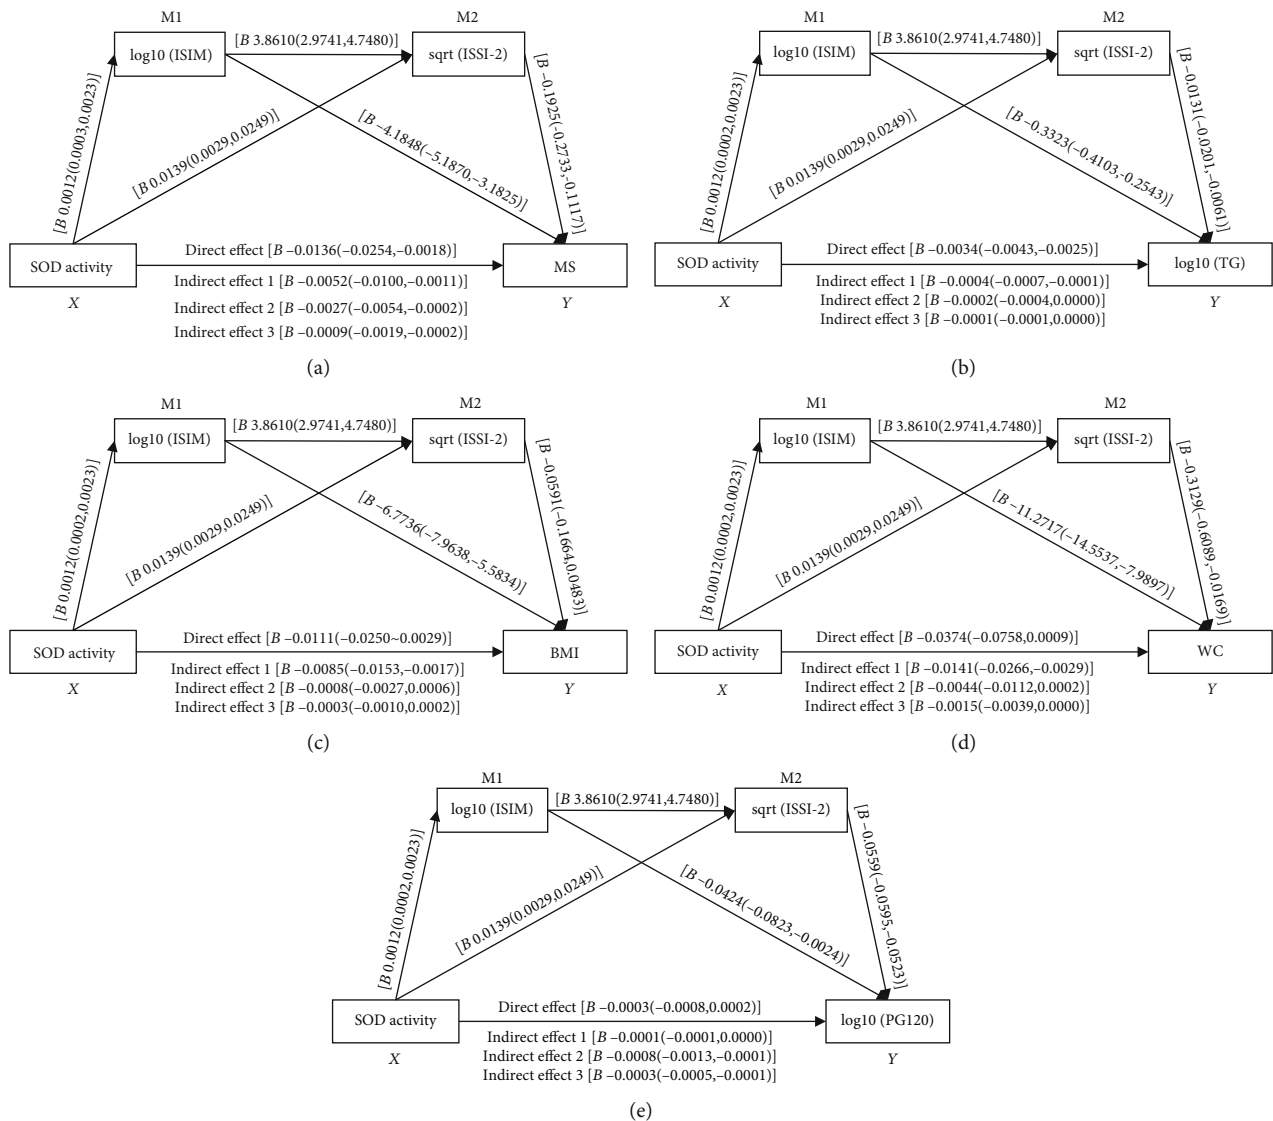 M1
M2
log10 (ISIM)
[B 3.8610(2.9741,4.7480)]
sqrt (ISSI-2)
[B 0.0012(0.0003,0.0023)]
[B 0.0139(0.0029,0.0249)]
[B –4.1848(–5.1870,–3.1825)]
[B –0.1925(–0.2733,–0.1117)]
SOD activity
Direct effect [B –0.0136(–0.0254,–0.0018)]
MS
Indirect effect 1 [B –0.0052(–0.0100,–0.0011)]
X
Y
Indirect effect 2 [B –0.0027(–0.0054,–0.0002)]
Indirect effect 3 [B –0.0009(–0.0019,–0.0002)]
(a)
M1
M2
log10 (ISIM)
[B 3.8610(2.9741,4.7480)]
sqrt (ISSI-2)
[B 0.0012(0.0002,0.0023)]
[B 0.0139(0.0029,0.0249)]
[B –0.3323(–0.4103,–0.2543)]
[B –0.0131(–0.0201,–0.0061)]
SOD activity
Direct effect [B –0.0034(–0.0043,–0.0025)]
log10 (TG)
Indirect effect 1 [B –0.0004(–0.0007,–0.0001)]
X
Y
Indirect effect 2 [B –0.0002(–0.0004,0.0000)]
Indirect effect 3 [B –0.0001(–0.0001,0.0000)]
(b)
M1
M2
log10 (ISIM)
[B 3.8610(2.9741,4.7480)]
sqrt (ISSI-2)
[B 0.0012(0.0002,0.0023)]
[B 0.0139(0.0029,0.0249)]
[B –6.7736(–7.9638,–5.5834)]
[B –0.0591(–0.1664,0.0483)]
SOD activity
Direct effect [B –0.0111(–0.0250~0.0029)]
BMI
Indirect effect 1 [B –0.0085(–0.0153,–0.0017)]
X
Y
Indirect effect 2 [B –0.0008(–0.0027,0.0006)]
Indirect effect 3 [B –0.0003(–0.0010,0.0002)]
(c)
M1
M2
log10 (ISIM)
[B 3.8610(2.9741,4.7480)]
sqrt (ISSI-2)
[B 0.0012(0.0002,0.0023)]
[B 0.0139(0.0029,0.0249)]
[B –11.2717(–14.5537,–7.9897)]
[B –0.3129(–0.6089,–0.0169)]
SOD activity
Direct effect [B –0.0374(–0.0758,0.0009)]
WC
Indirect effect 1 [B –0.0141(–0.0266,–0.0029)]
X
Y
Indirect effect 2 [B –0.0044(–0.0112,0.0002)]
Indirect effect 3 [B –0.0015(–0.0039,0.0000)]
(d)
M1
M2
log10 (ISIM)
[B 3.8610(2.9741,4.7480)]
sqrt (ISSI-2)
[B 0.0012(0.0002,0.0023)]
[B 0.0139(0.0029,0.0249)]
[B –0.0424(–0.0823,–0.0024)]
[B –0.0559(–0.0595,–0.0523)]
SOD activity
Direct effect [B –0.0003(–0.0008,0.0002)]
log10 (PG120)
Indirect effect 1 [B –0.0001(–0.0001,0.0000)]
X
Y
Indirect effect 2 [B –0.0008(–0.0013,–0.0001)]
Indirect effect 3 [B –0.0003(–0.0005,–0.0001)]
(e)